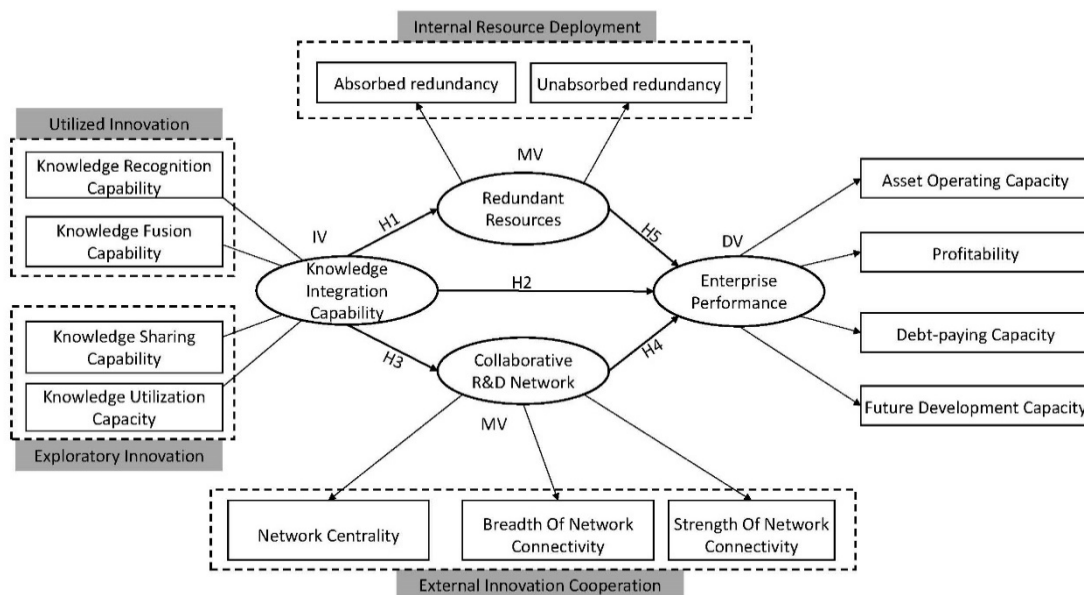 Internal Resource Deployment
Absorbed redundancy
Unabsorbed redundancy
Utilized Innovation
Knowledge Recognition
Capability
Knowledge Fusion
Capability
Knowledge Sharing
Capability
Knowledge Utilization
Capacity
Exploratory Innovation
IV
Knowledge
Integration
Capability
H1
H2
H3
MV
Redundant
Resources
Collaborative
R&D Network
MV
H5
H4
DV
Enterprise
Performance
Asset Operating Capacity
Profitability
Debt-paying Capacity
Future Development Capacity
Network Centrality
Breadth Of Network
Connectivity
Strength Of Network
Connectivity
External Innovation Cooperation